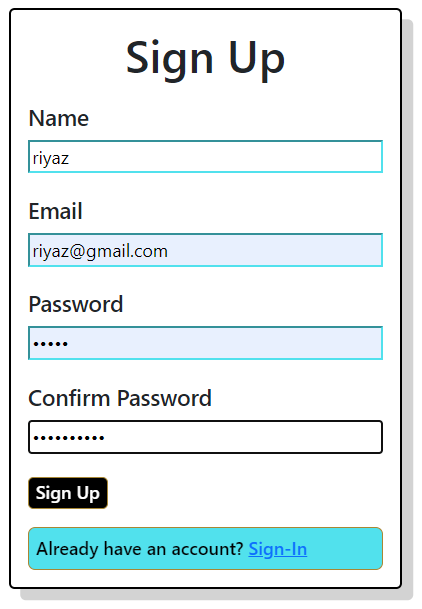 Sign Up
Name
riyaz
Email
riyaz@gmail.com
Password
•••••
Confirm Password
••••••••••
Sign Up
Already have an account? Sign-In